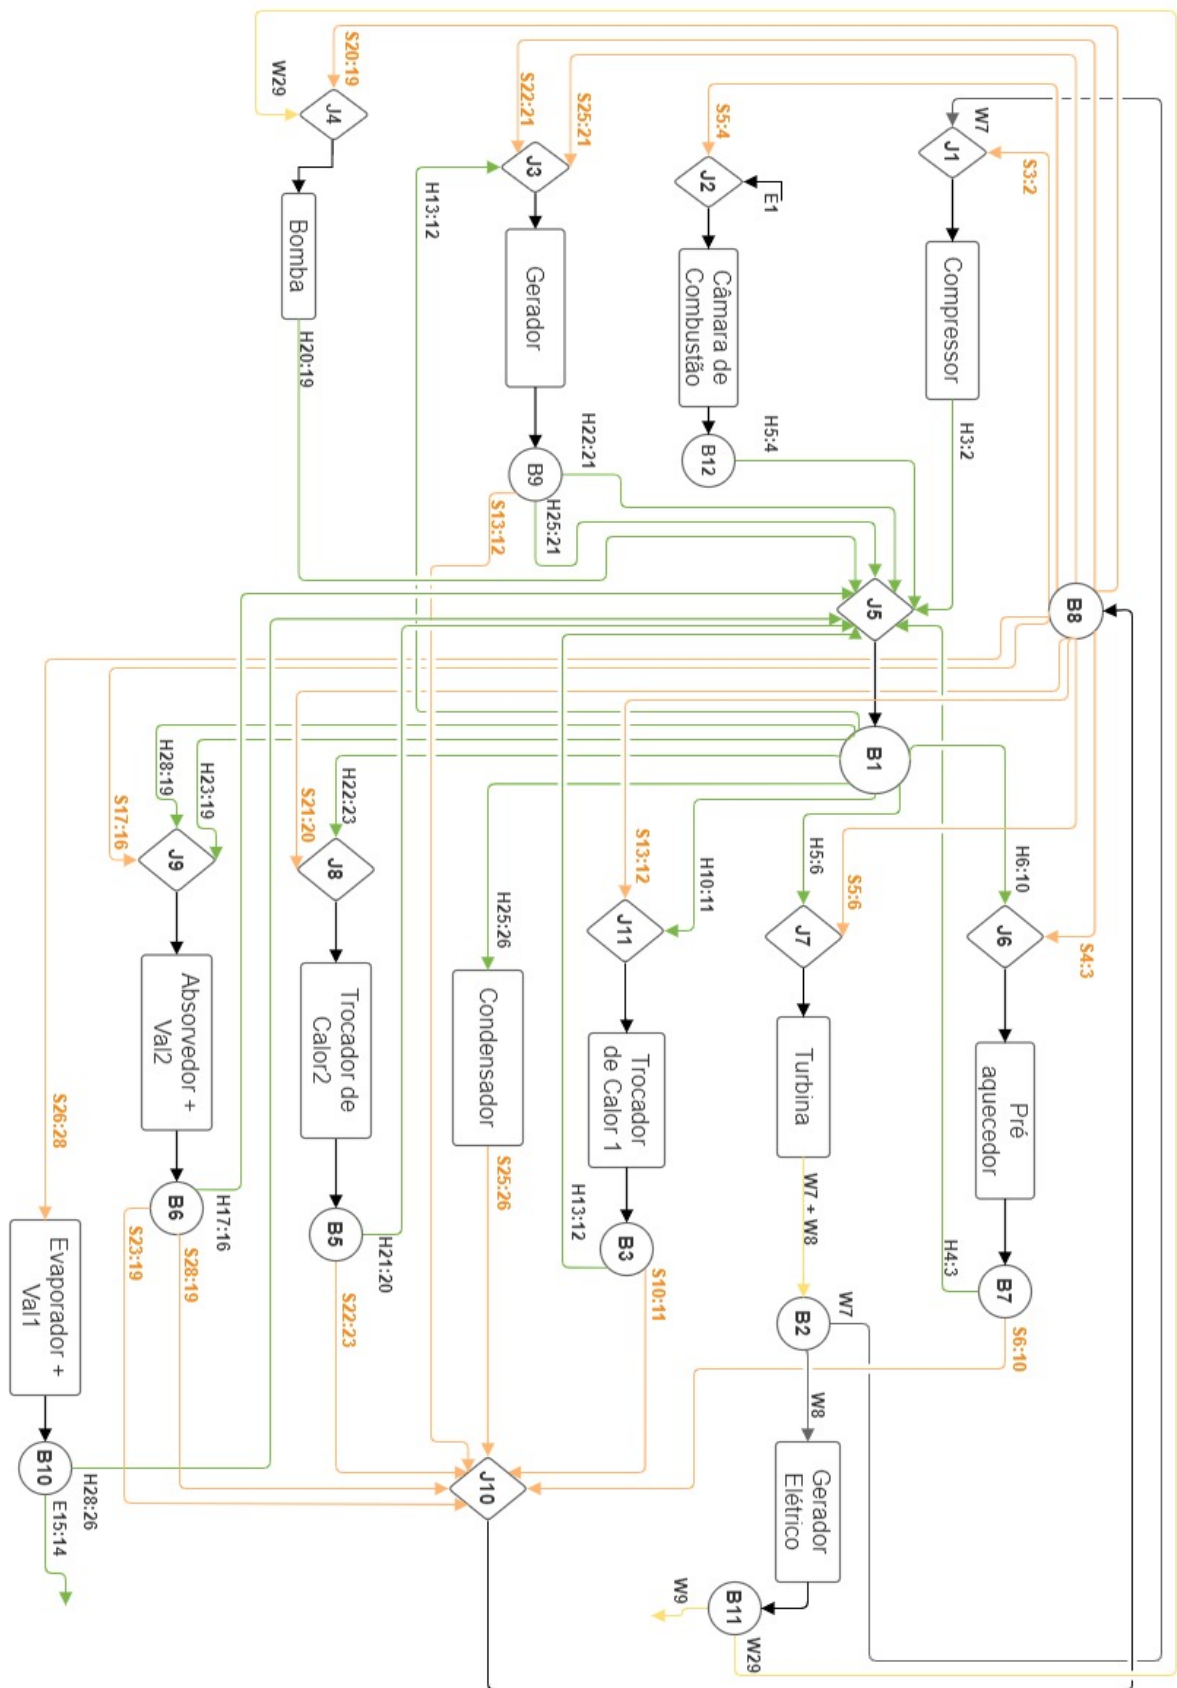 W7
S3:2
J1
Compressor
H3:2
B8
H6:10
S4:3
J6
Pré
aquecedor
B7
H4:3
S6:10
S5:4
E1
J2
Câmara de
Combustão
B12
H5:4
J5
B1
H5:6
S5:6
J7
Turbina
W7 + W8
B2
W7
W8
Gerador
Elétrico
B11
W9
W29
S22:21
S25:21
H13:12
J3
Gerador
B9
H22:21
H25:21
S13:12
S13:12
H10:11
J11
Trocador
de Calor 1
B3
H13:12
S10:11
H25:26
Condensador
S25:26
J10
S20:19
W29
J4
Bomba
H20:19
H22:23
S21:20
J8
Trocador de
Calor2
B5
H21:20
S22:23
H28:19
H23:19
S17:16
J9
Absorvedor +
Val2
B6
H17:16
S28:19
S23:19
S26:28
Evaporador +
Val1
B10
H28:26
E15:14